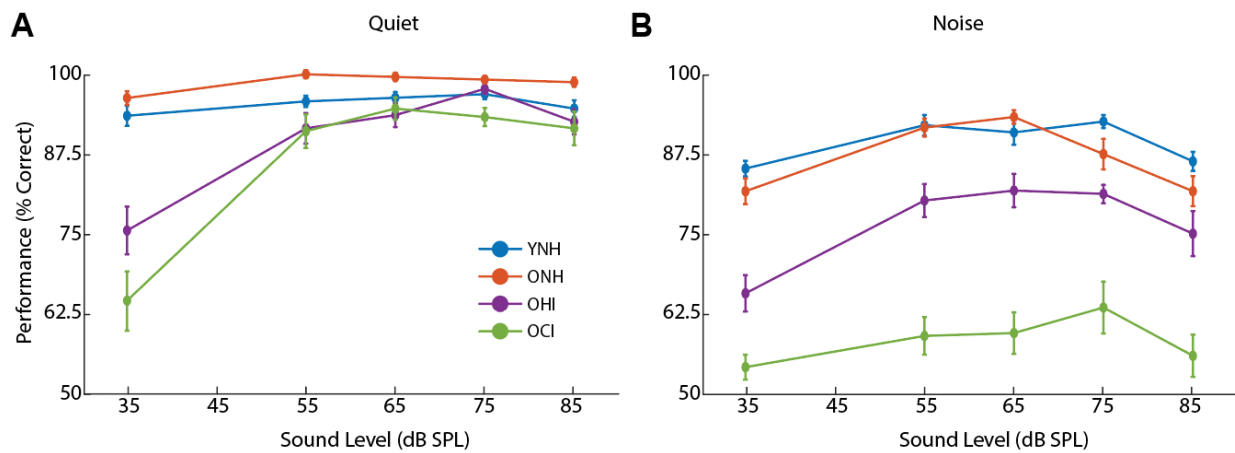 A
Quiet
B
Noise
Performance (% Correct)
100
87.5
75
62.5
50
YNH
ONH
OHI
OCI
35
45
55
65
75
85
Sound Level (dB SPL)
100
87.5
75
62.5
50
35
45
55
65
75
85
Sound Level (dB SPL)